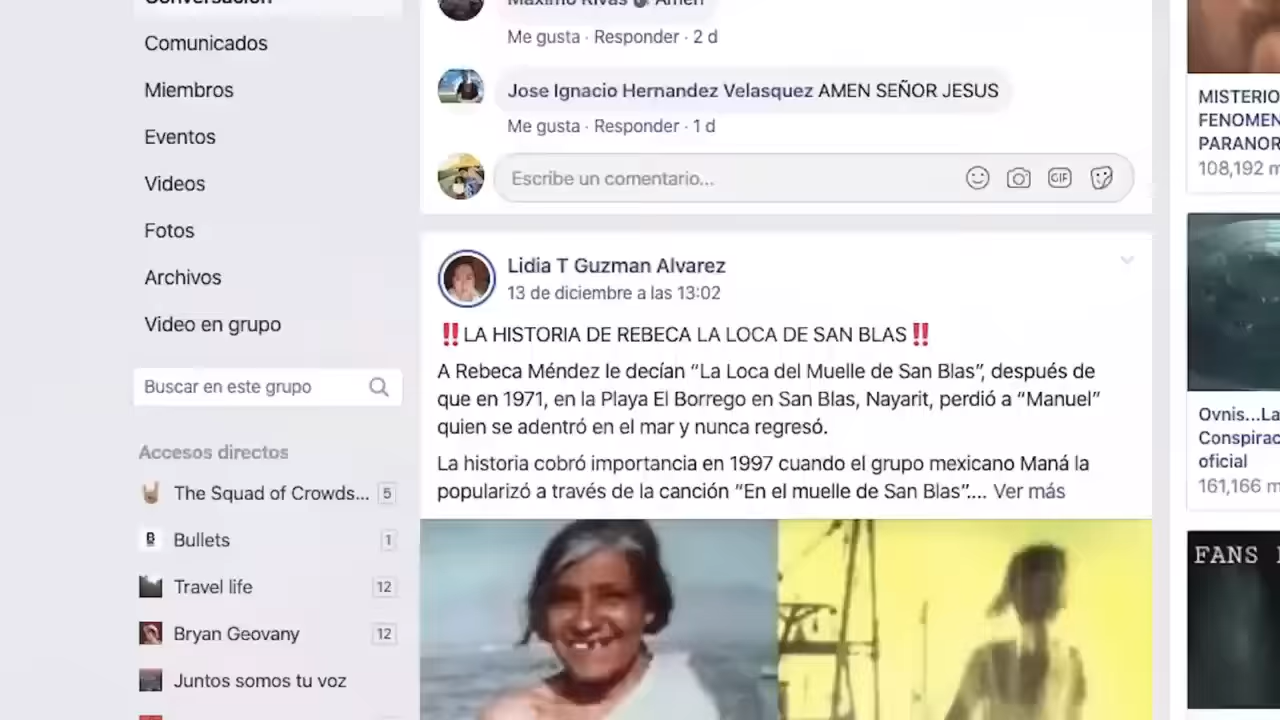 Conversación
Comunicados
Miembros
Eventos
Videos
Fotos
Archivos
Video en grupo
Buscar en este grupo
Accesos directos
The Squad of Crowds... 5
Bullets 1
Travel life 12
Bryan Geovany 12
Juntos somos tu voz
Maximo Rivas Amen
Me gusta · Responder · 2 d
Jose Ignacio Hernandez Velasquez AMEN SEÑOR JESUS
Me gusta · Responder · 1 d
Escribe un comentario...
GIF
Lidia T Guzman Alvarez
13 de diciembre a las 13:02
‼️LA HISTORIA DE REBECA LA LOCA DE SAN BLAS‼️
A Rebeca Méndez le decían “La Loca del Muelle de San Blas”, después de
que en 1971, en la Playa El Borrego en San Blas, Nayarit, perdió a “Manuel”
quien se adentró en el mar y nunca regresó.
La historia cobró importancia en 1997 cuando el grupo mexicano Maná la
popularizó a través de la canción “En el muelle de San Blas”.... Ver más
MISTERIO
FENOMEN
PARANOR
108,192 m
Ovnis...La
Conspirac
oficial
161,166 m
FANS